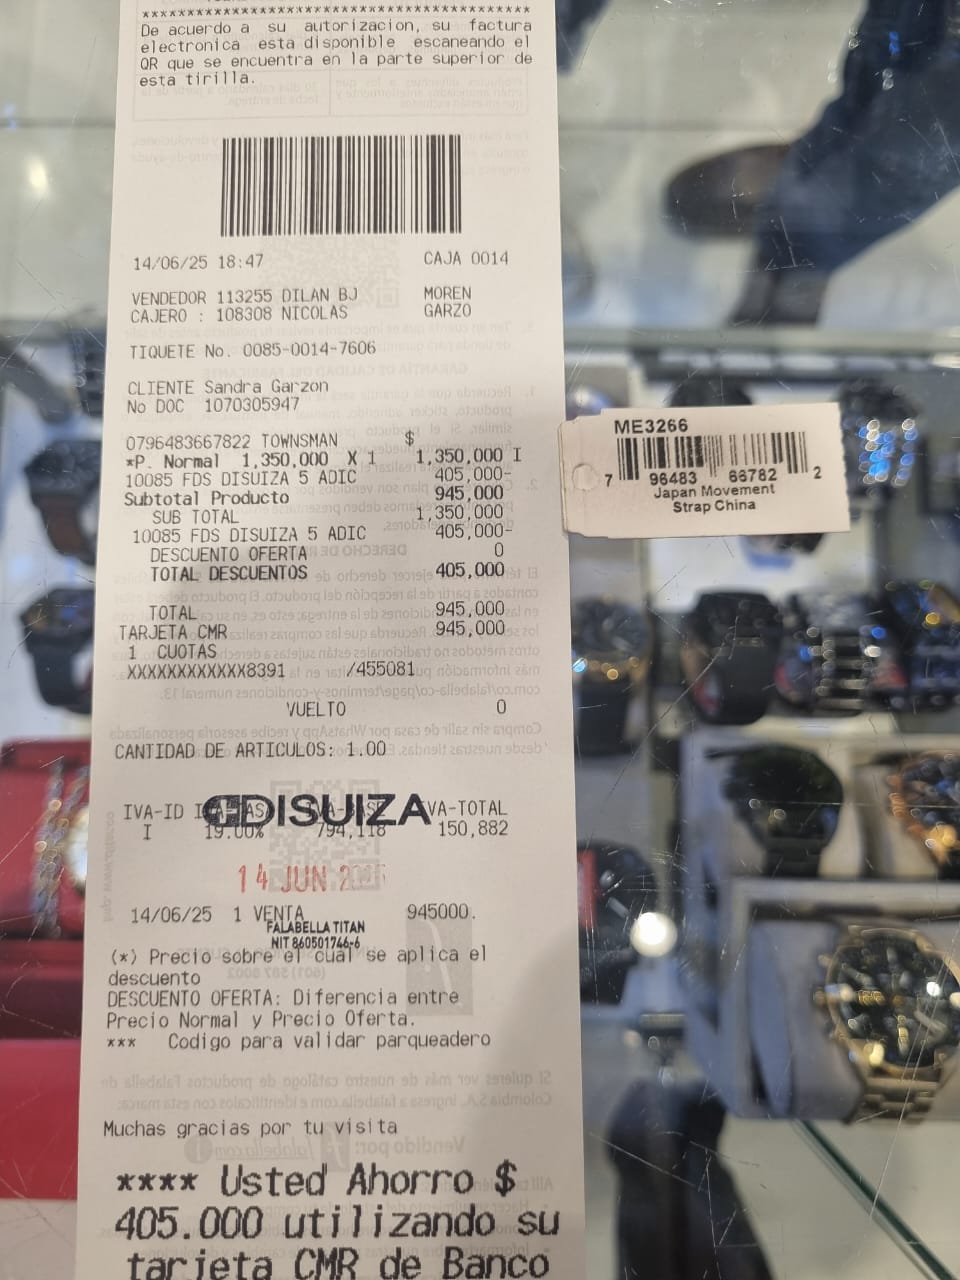 ******************************************
De acuerdo a su autorizacion, su factura
electronica esta disponible escaneando el
QR que se encuentra en la parte superior de
esta tirilla.
14/06/25 18:47 CAJA 0014
VENDEDOR 113255 DILAN BJ MOREN
CAJERO : 108308 NICOLAS GARZO
TIQUETE No. 0085-0014-7606
CLIENTE Sandra Garzon
No DOC 1070305947
0796483667822 TOWNSMAN $
*P. Normal 1,350,000 X 1 1,350,000 I
10085 FDS DISUIZA 5 ADIC 405,000-
Subtotal Producto 945,000
SUB TOTAL 1,350,000
10085 FDS DISUIZA 5 ADIC 405,000-
DESCUENTO OFERTA 0
TOTAL DESCUENTOS 405,000
TOTAL 945,000
TARJETA CMR 945,000
1 CUOTAS
XXXXXXXXXXXX8391 /455081
VUELTO 0
CANTIDAD DE ARTICULOS: 1.00
IVA-ID VA-TOTAL
DISUIZA
I 19.00% 794,118 150,882
14 JUN
14/06/25 1 VENTA 945000.
FALABELLA TITAN
NIT 860501746-6
(*) Precio sobre el cual se aplica el
descuento
DESCUENTO OFERTA: Diferencia entre
Precio Normal y Precio Oferta.
*** Codigo para validar parqueadero
Muchas gracias por tu visita
**** Usted Ahorro $
405.000 utilizando su
tarjeta CMR de Banco
ME3266
7 96483 66782 2
Japan Movement
Strap China